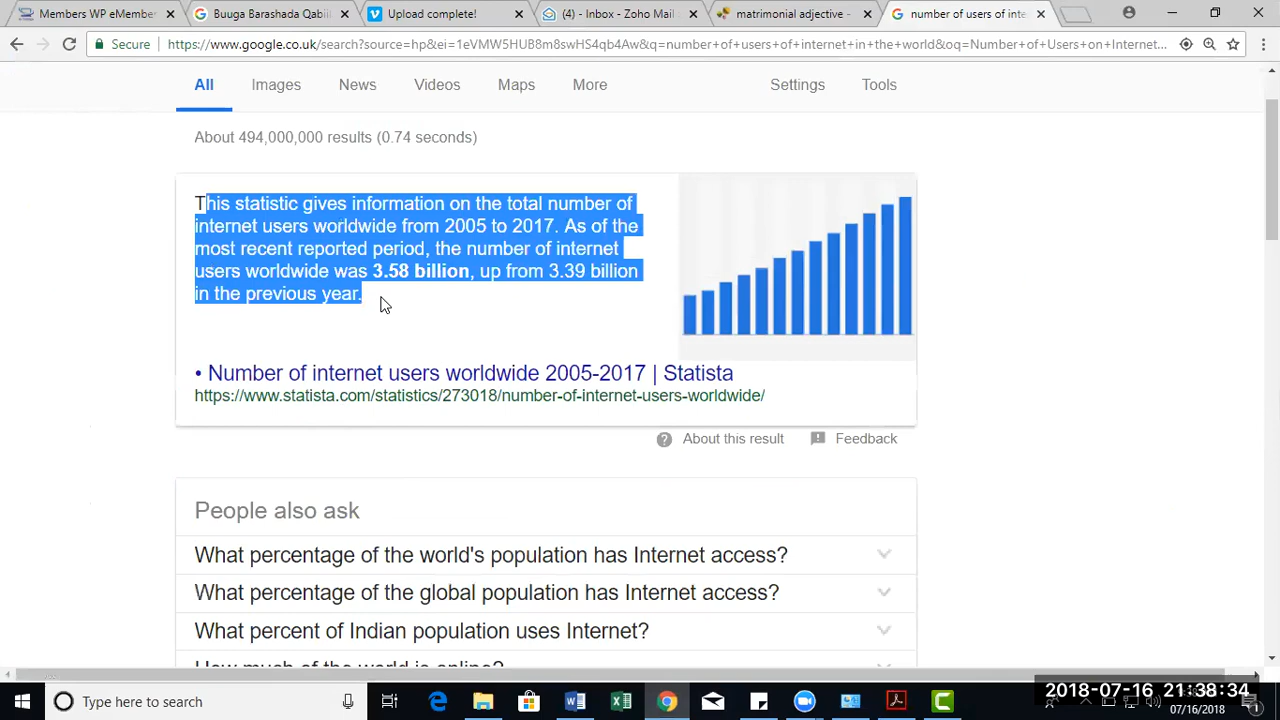 Members WP eMember
Buuga Barashada Qabiil
Upload complete!
(4) - Inbox - Zoho Mail
matrimonial adjective -
number of users of inte
Secure
https://www.google.co.uk/search?source=hp&ei=1eVMW5HUB8m8swHS4qb4Aw&q=number+of+users+of+internet+in+the+world&oq=Number+of+Users+on+Internet...
All
Images
News
Videos
Maps
More
Settings
Tools
About 494,000,000 results (0.74 seconds)
This statistic gives information on the total number of
internet users worldwide from 2005 to 2017. As of the
most recent reported period, the number of internet
users worldwide was 3.58 billion, up from 3.39 billion
in the previous year.
• Number of internet users worldwide 2005-2017 | Statista
https://www.statista.com/statistics/273018/number-of-internet-users-worldwide/
About this result
Feedback
People also ask
What percentage of the world's population has Internet access?
What percentage of the global population has Internet access?
What percent of Indian population uses Internet?
How much of the world is online?
Type here to search
2018-07-16 21:38:34
07/16/2018